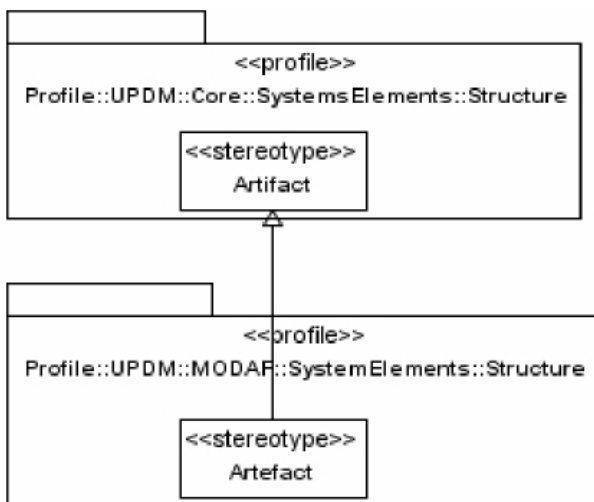 <<profile>>
Profile::UPDM::Core::SystemsElements::Structure
<<stereotype>>
Artifact
<<profile>>
Profile::UPDM::MODAF::SystemElements::Structure
<<stereotype>>
Artefact